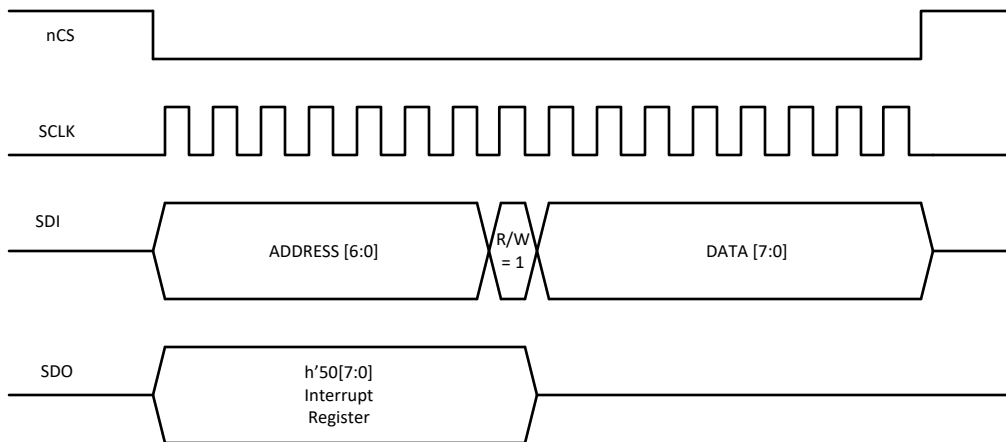 nCS
SCLK
SDI
ADDRESS [6:0]
R/W
= 1
DATA [7:0]
SDO
h’50[7:0]
Interrupt
Register